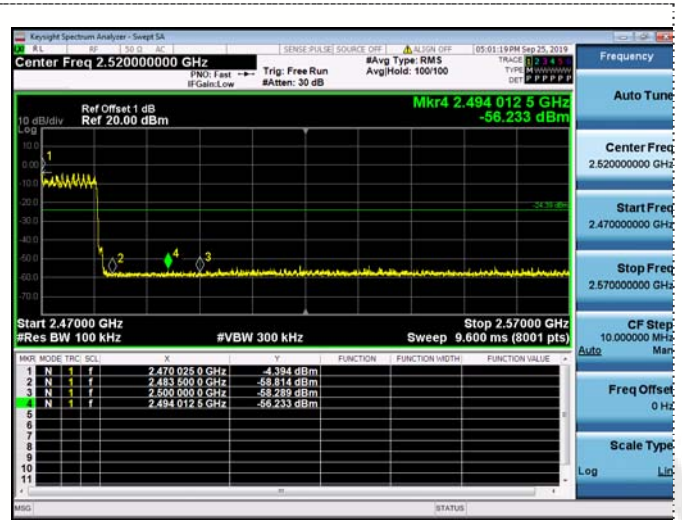 Keysight Spectrum Analyzer - Swept SA
RL RF 50 Ω AC SENSE:PULSE SOURCE OFF ALIGN OFF 05:01:19 PM Sep 25, 2019
Center Freq 2.520000000 GHz
PNO: Fast
IFGain:Low
Trig: Free Run
#Atten: 30 dB
#Avg Type: RMS
Avg|Hold: 100/100
TRACE 1 2 3 4 5 6
TYPE M W W W W W
DET P P P P P P
Ref Offset 1 dB
10 dB/div Ref 20.00 dBm
Log
Mkr4 2.494 012 5 GHz
-56.233 dBm
10.0
0.00
-10.0
-20.0
-30.0
-40.0
-50.0
-60.0
-70.0
1
2
4
3
Start 2.47000 GHz Stop 2.57000 GHz
#Res BW 100 kHz #VBW 300 kHz Sweep 9.600 ms (8001 pts)
MKR MODE TRC SCL X Y FUNCTION FUNCTION WIDTH FUNCTION VALUE
1 N 1 f 2.470 025 0 GHz -4.394 dBm
2 N 1 f 2.483 500 0 GHz -58.814 dBm
3 N 1 f 2.500 000 0 GHz -58.289 dBm
4 N 1 f 2.494 012 5 GHz -56.233 dBm
5
6
7
8
9
10
11
MSG STATUS
Frequency
Auto Tune
Center Freq
2.520000000 GHz
Start Freq
2.470000000 GHz
Stop Freq
2.570000000 GHz
CF Step
10.000000 MHz
Auto Man
Freq Offset
0 Hz
Scale Type
Log Lin